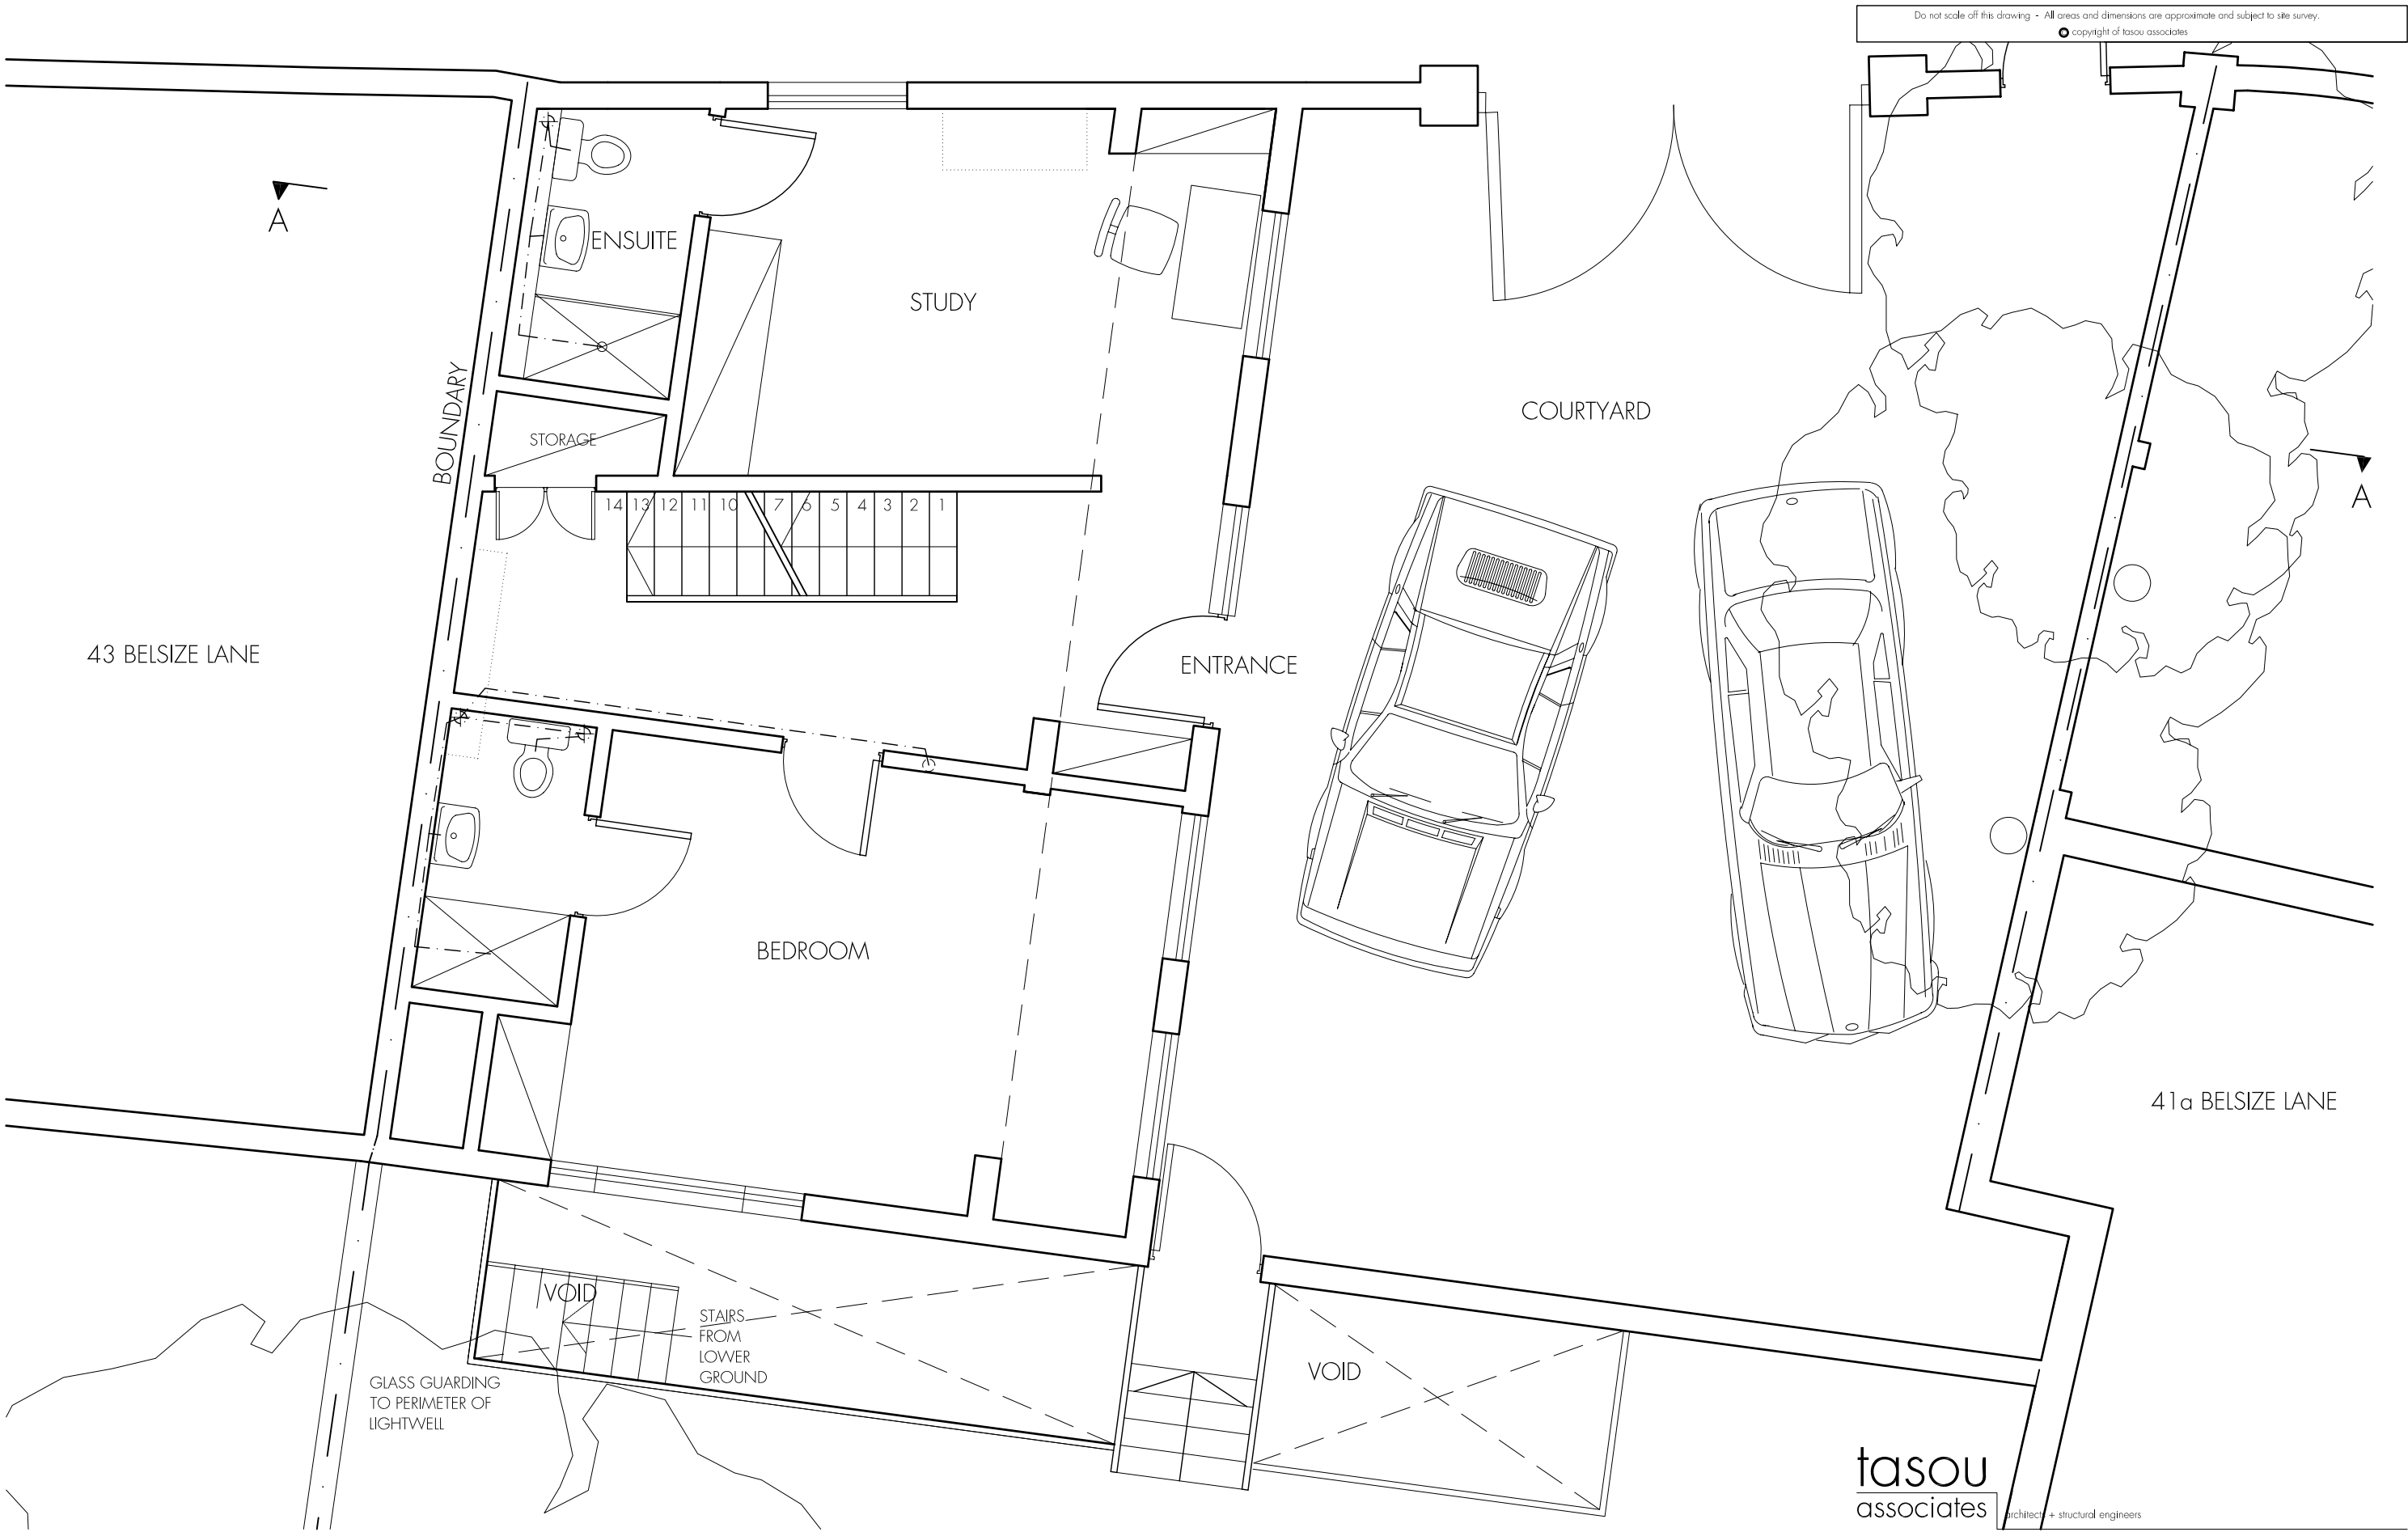 Do not scale off this drawing - All areas and dimensions are approximate and subject to site survey.
© copyright of tasou associates
A
ENSUITE
STUDY
BOUNDARY
COURTYARD
STORAGE
14 13 12 11 10 7 6 5 4 3 2 1
A
43 BELSIZE LANE
ENTRANCE
BEDROOM
41a BELSIZE LANE
VOID
STAIRS
FROM
LOWER
GROUND
VOID
GLASS GUARDING
TO PERIMETER OF
LIGHTWELL
tasou
associates
architects + structural engineers